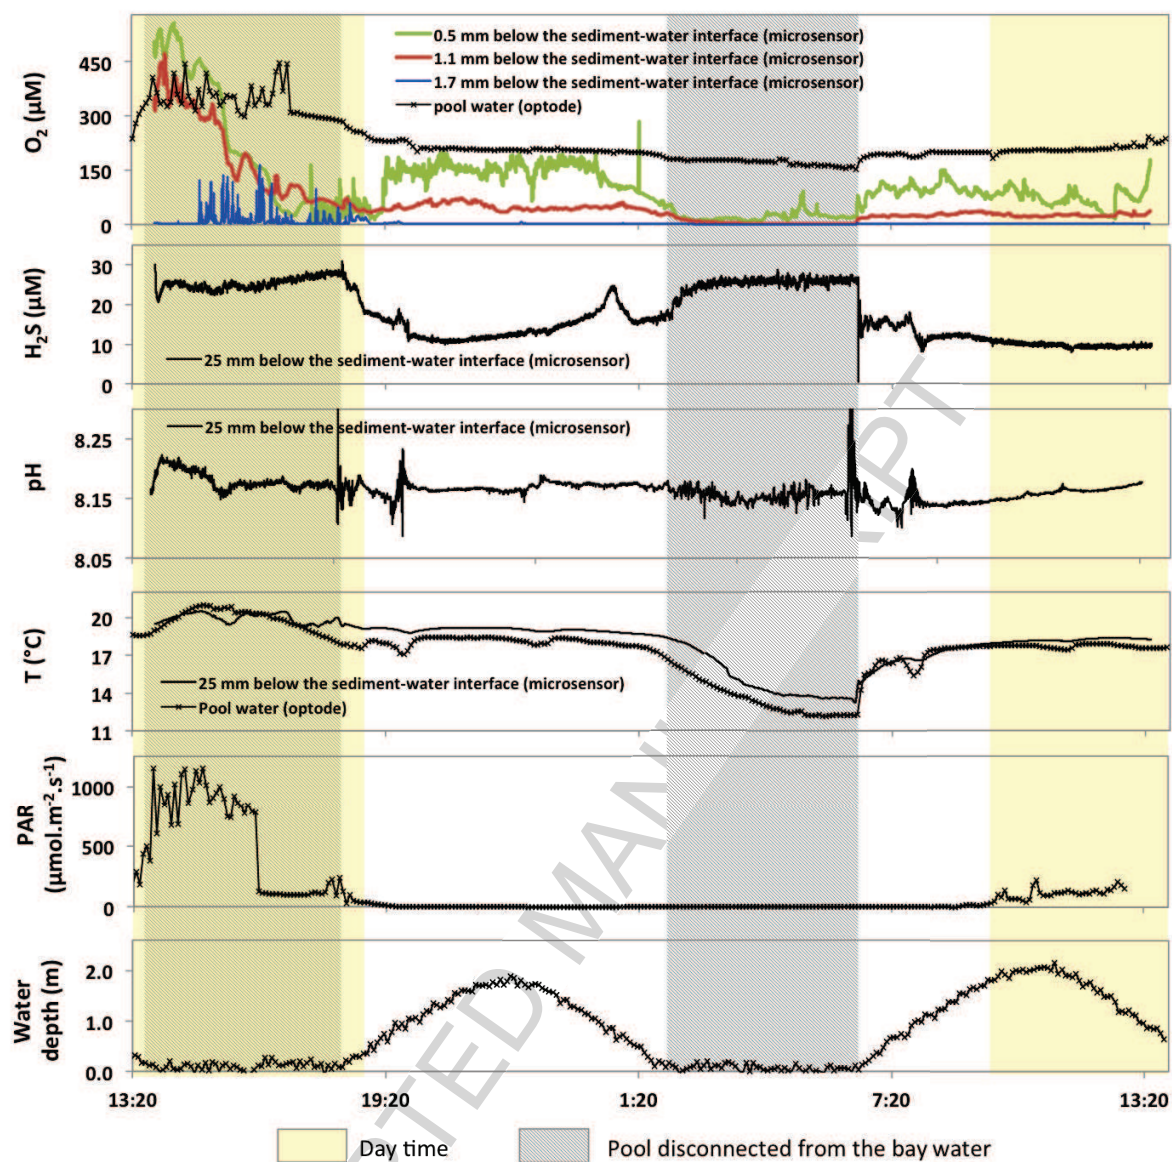 O2 (µM)
450
300
150
0
0.5 mm below the sediment-water interface (microsensor)
1.1 mm below the sediment-water interface (microsensor)
1.7 mm below the sediment-water interface (microsensor)
pool water (optode)
H2S (µM)
30
20
10
0
25 mm below the sediment-water interface (microsensor)
pH
8.25
8.15
8.05
25 mm below the sediment-water interface (microsensor)
T (°C)
20
17
14
11
25 mm below the sediment-water interface (microsensor)
Pool water (optode)
PAR
(µmol.m-2.s-1)
1000
500
0
Water
depth (m)
2.0
1.0
0.0
13:20 19:20 1:20 7:20 13:20
Day time
Pool disconnected from the bay water